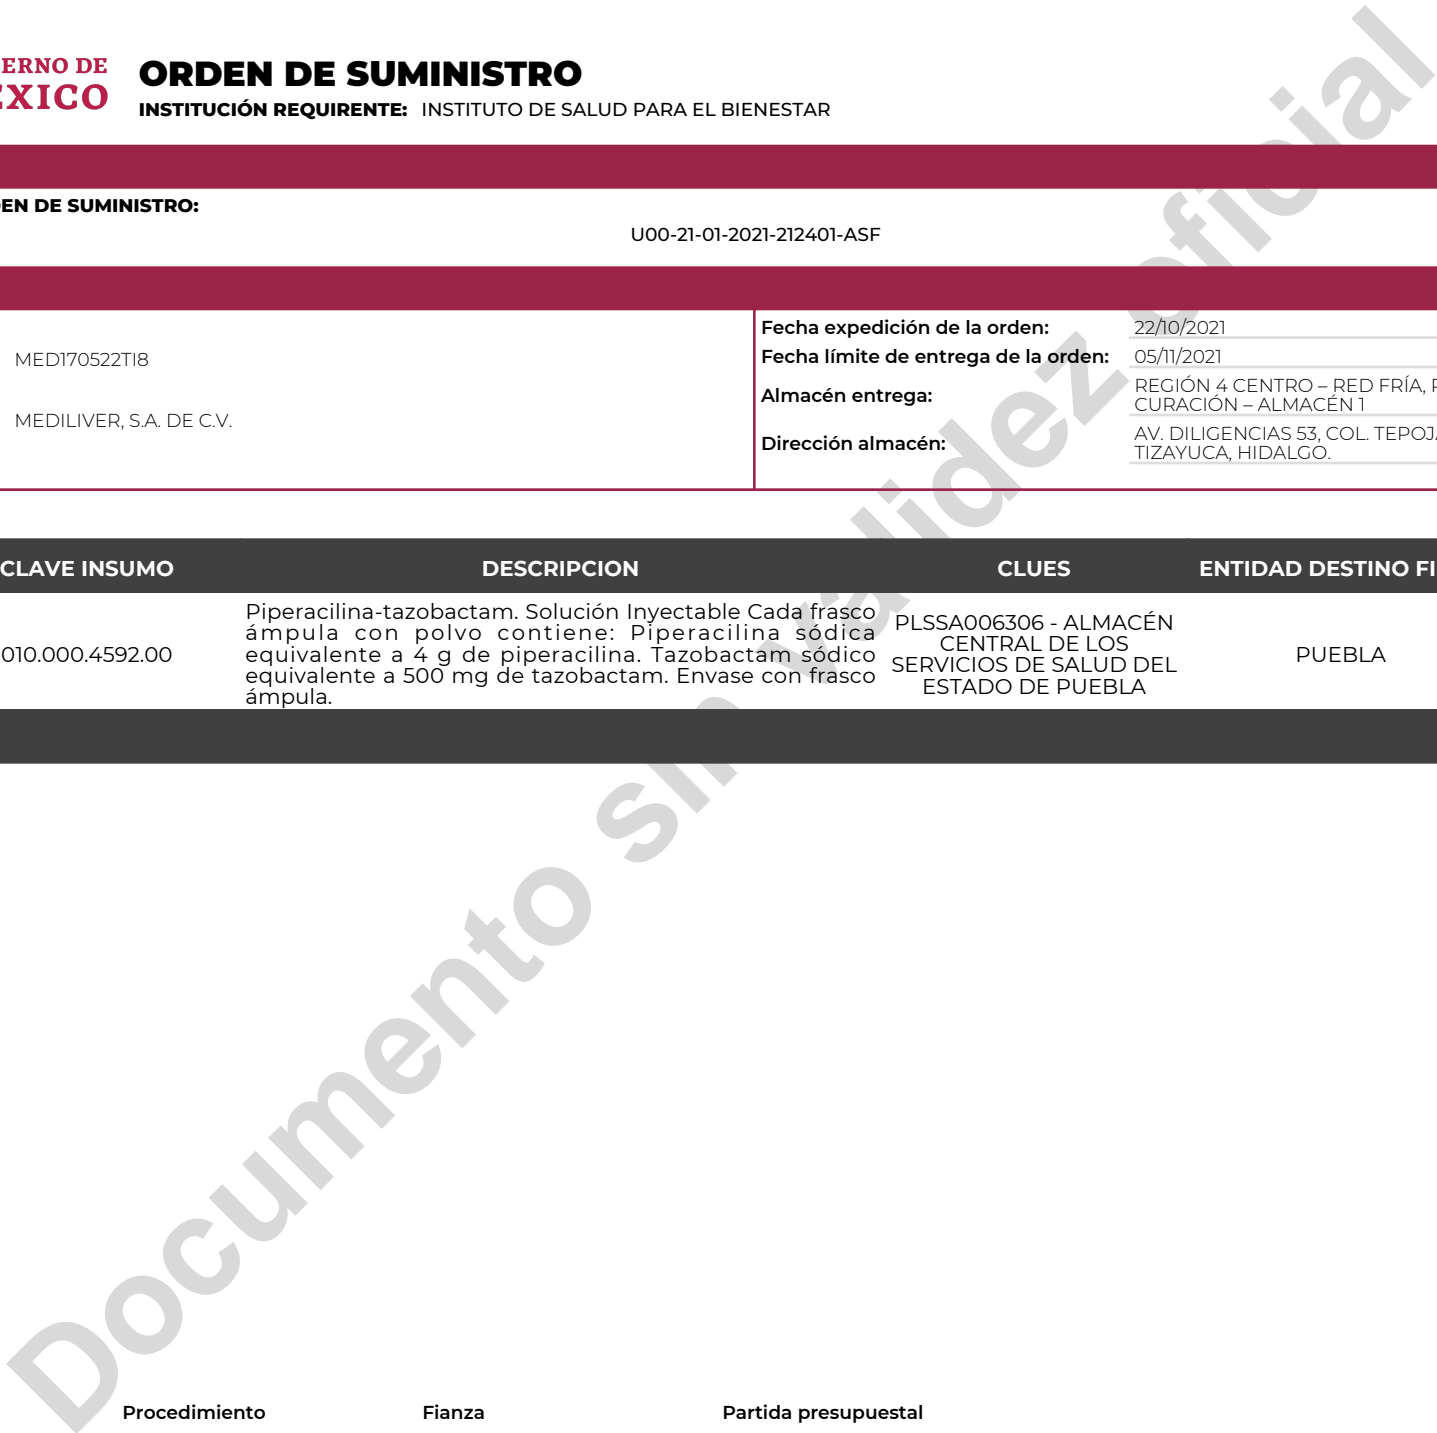 ERNO DE
EXICO
ORDEN DE SUMINISTRO
INSTITUCIÓN REQUIRENTE: INSTITUTO DE SALUD PARA EL BIENESTAR
EN DE SUMINISTRO:
U00-21-01-2021-212401-ASF
MED170522TI8
MEDILIVER, S.A. DE C.V.
Fecha expedición de la orden: 22/10/2021
Fecha límite de entrega de la orden: 05/11/2021
Almacén entrega: REGIÓN 4 CENTRO – RED FRÍA,
CURACIÓN – ALMACÉN 1
Dirección almacén: AV. DILIGENCIAS 53, COL. TEPOJ
TIZAYUCA, HIDALGO.
CLAVE INSUMO DESCRIPCION CLUES ENTIDAD DESTINO FI
010.000.4592.00
Piperacilina-tazobactam. Solución Inyectable Cada frasco
ámpula con polvo contiene: Piperacilina sódica
equivalente a 4 g de piperacilina. Tazobactam sódico
equivalente a 500 mg de tazobactam. Envase con frasco
ámpula.
PLSSA006306 - ALMACÉN
CENTRAL DE LOS
SERVICIOS DE SALUD DEL
ESTADO DE PUEBLA
PUEBLA
Documento sin validez oficial
Procedimiento Fianza Partida presupuestal